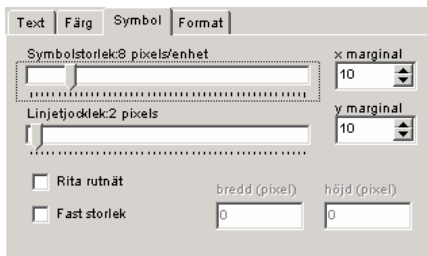 Text Färg Symbol Format
Symbolstorlek:8 pixels/enhet
x marginal
10
Linjetjocklek:2 pixels
y marginal
10
Rita rutnät
bredd (pixel) höjd (pixel)
Fast storlek 0 0